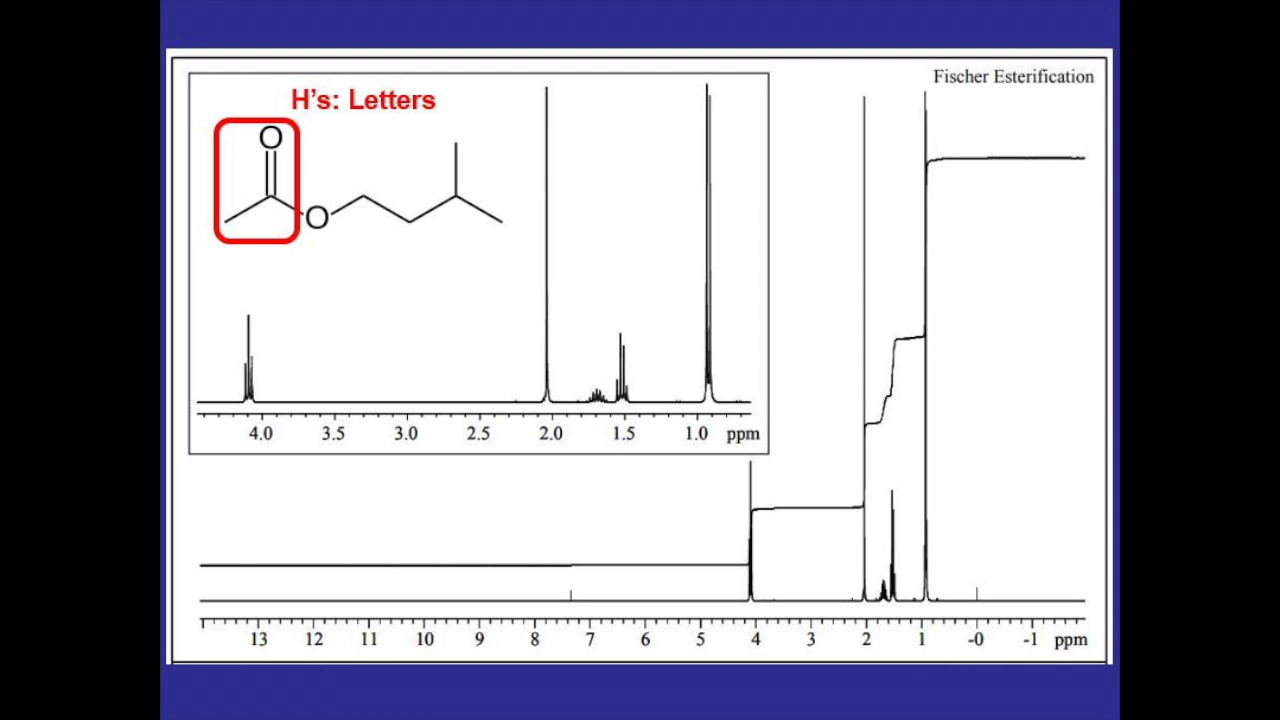 Fischer Esterification
H's: Letters
O
O
4.0 3.5 3.0 2.5 2.0 1.5 1.0 ppm
13 12 11 10 9 8 7 6 5 4 3 2 1 -0 -1 ppm